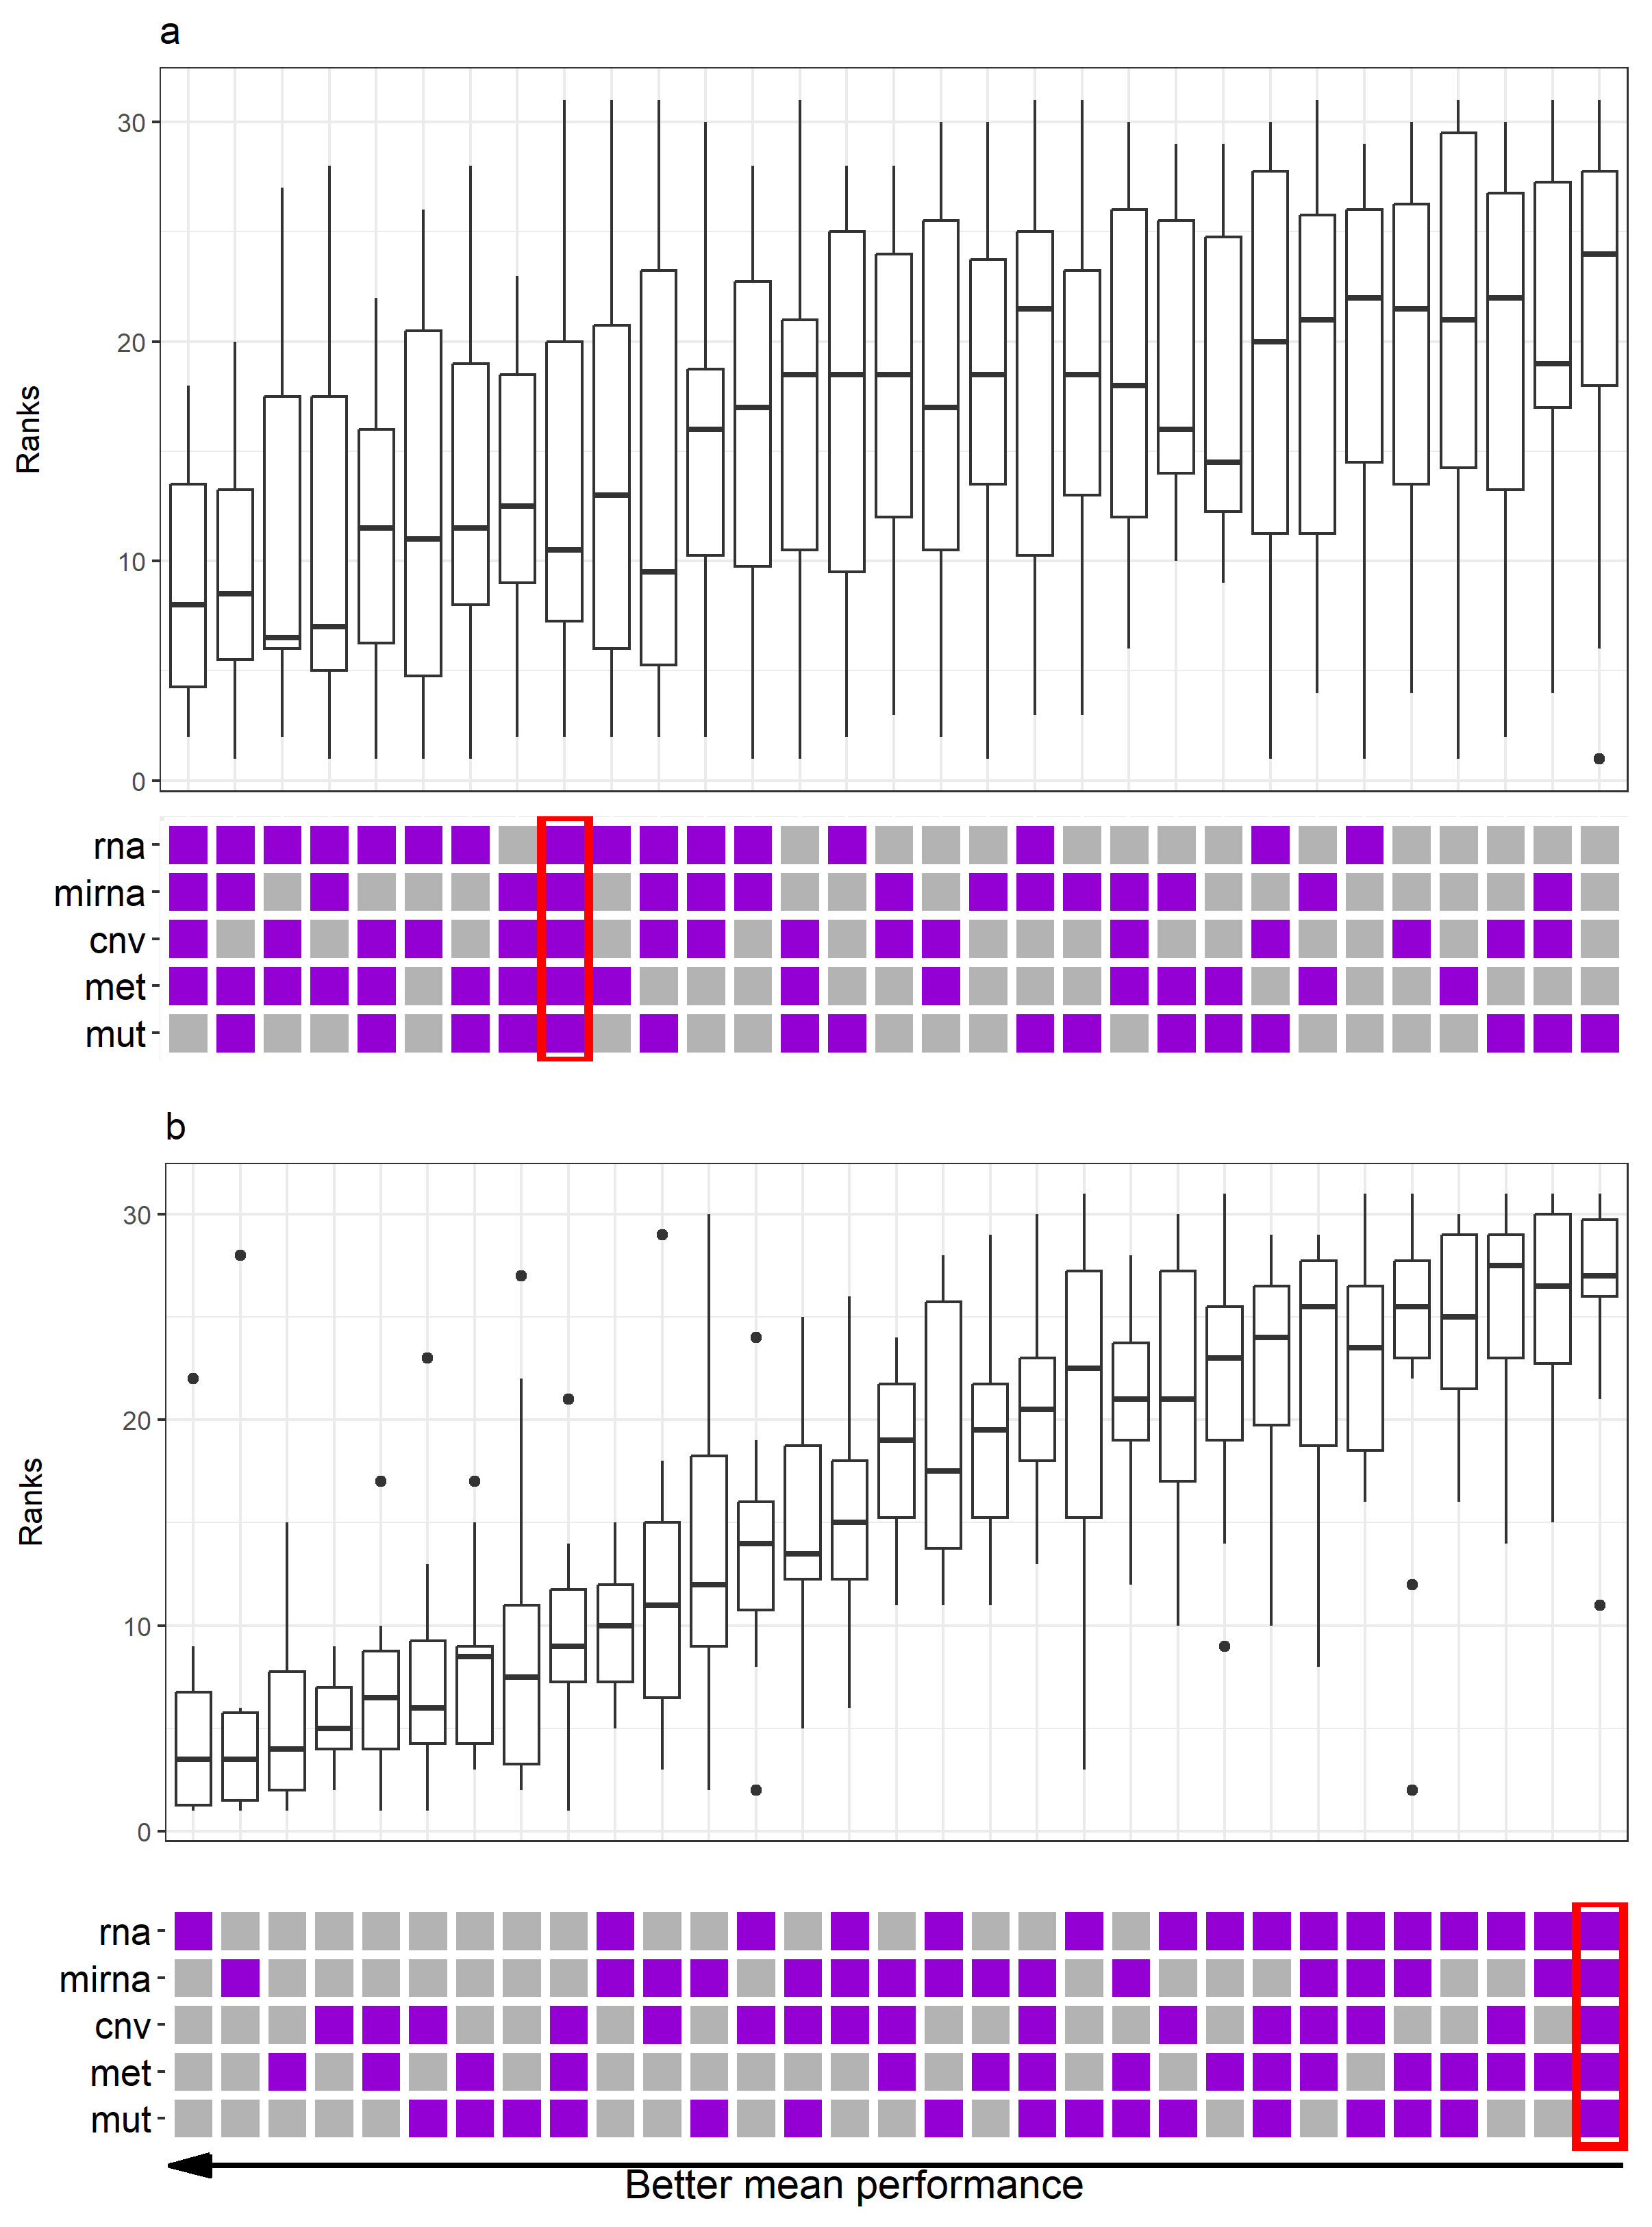 a
30
20
10
0
Ranks
rna
mirna
cnv
met
mut
b
30
20
10
0
Ranks
rna
mirna
cnv
met
mut
Better mean performance